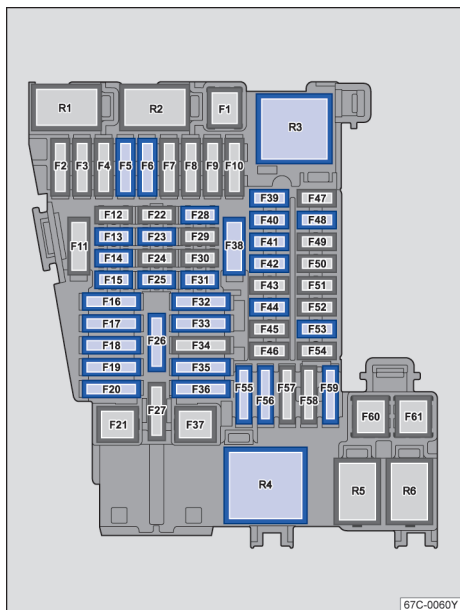 R1 R2 F1 R3
F2 F3 F4 F5 F6 F7 F8 F9 F10
F12 F22 F28 F39 F47
F13 F23 F29 F40 F48
F11 F38
F14 F24 F30 F41 F49
F15 F25 F31 F42 F50
F16 F32 F43 F51
F17 F33 F44 F52
F26
F18 F34 F45 F53
F19 F35 F46 F54
F20 F36 F55 F56 F57 F58 F59
F21 F27 F37 F60 F61
R4 R5 R6
67C-0060Y